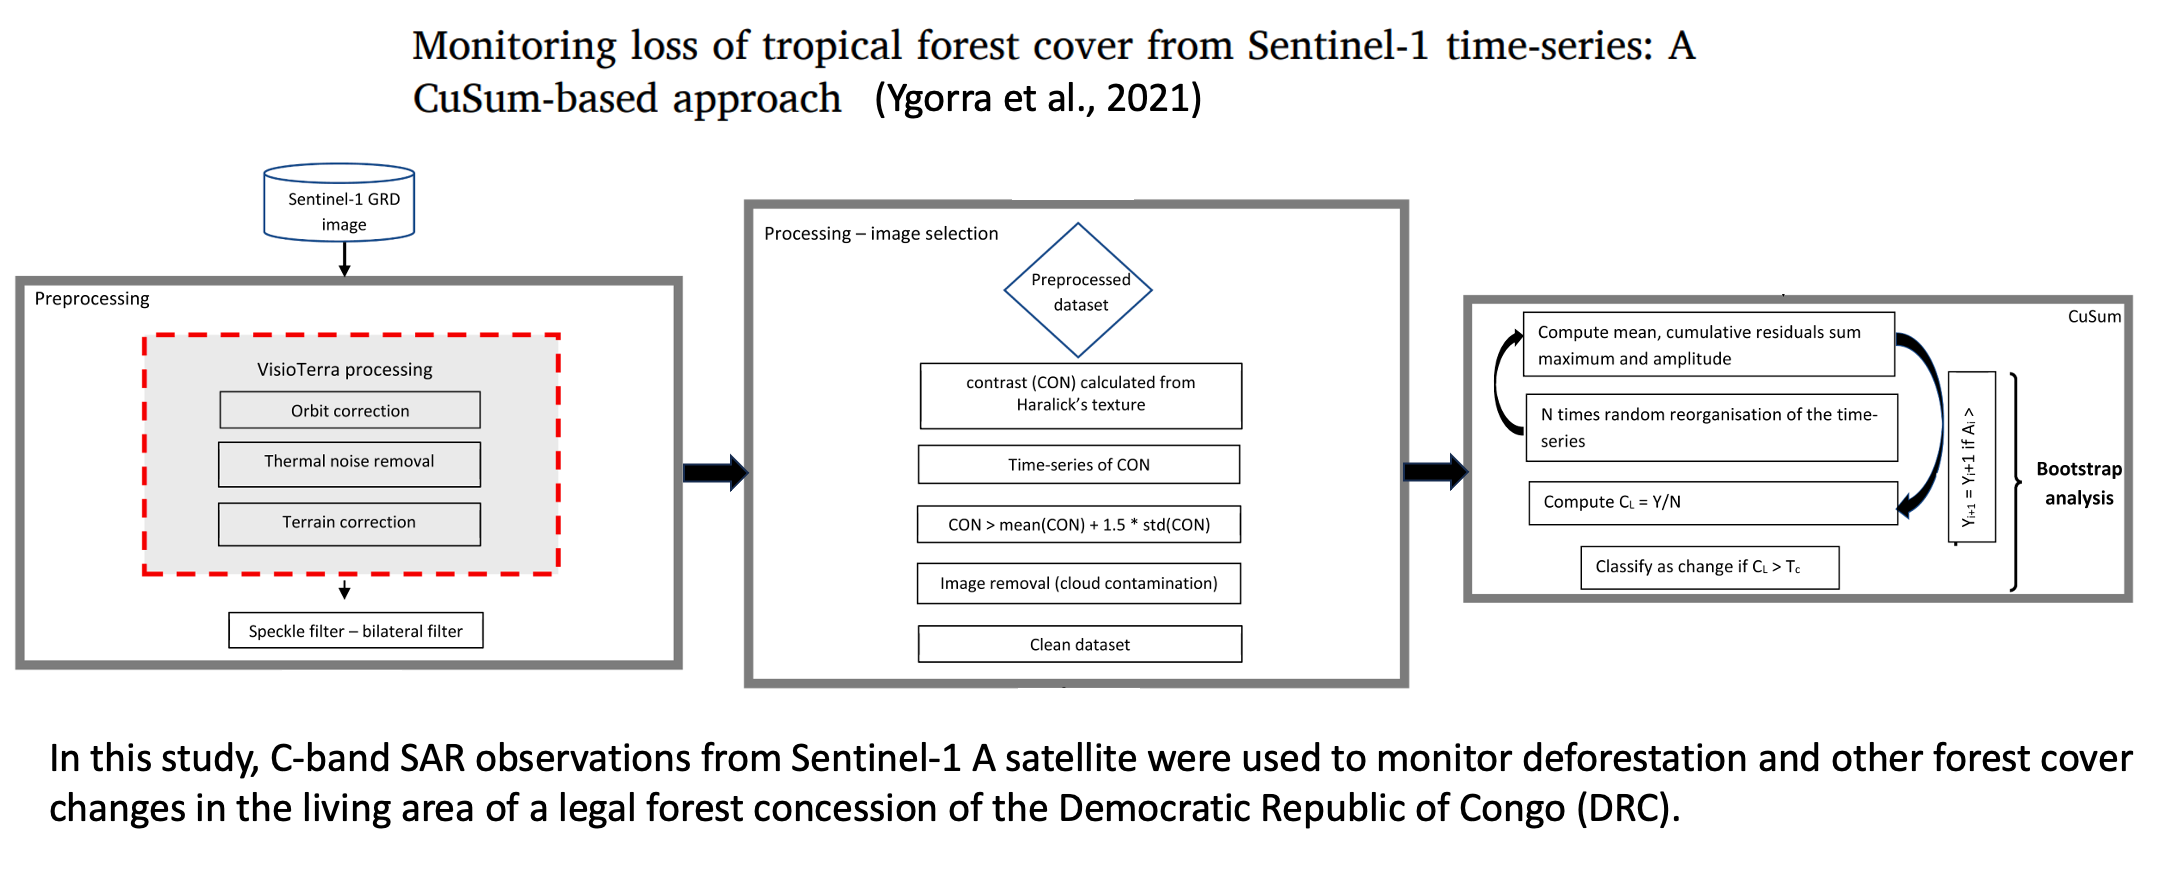 Monitoring loss of tropical forest cover from Sentinel-1 time-series: A
CuSum-based approach (Ygorra et al., 2021)
Sentinel-1 GRD
image
Preprocessing
VisioTerra processing
Orbit correction
Thermal noise removal
Terrain correction
Speckle filter – bilateral filter
Processing – image selection
Preprocessed
dataset
contrast (CON) calculated from
Haralick’s texture
Time-series of CON
CON > mean(CON) + 1.5 * std(CON)
Image removal (cloud contamination)
Clean dataset
CuSum
Compute mean, cumulative residuals sum
maximum and amplitude
N times random reorganisation of the time-
series
Compute CL = Y/N
Classify as change if CL > Tc
Yi+1 = Yi+1 if Ai >
Bootstrap
analysis
In this study, C-band SAR observations from Sentinel-1 A satellite were used to monitor deforestation and other forest cover
changes in the living area of a legal forest concession of the Democratic Republic of Congo (DRC).